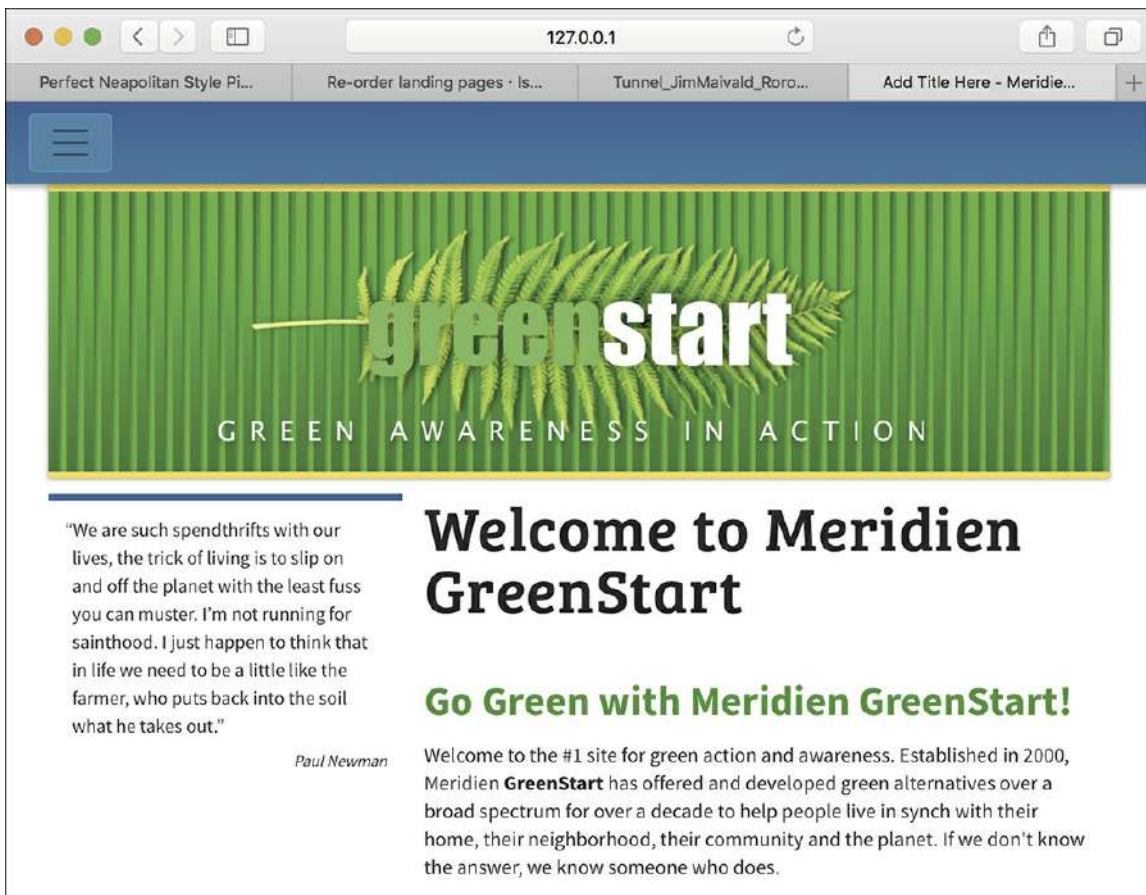 127.0.0.1
Perfect Neapolitan Style Pi...
Re-order landing pages · Is...
Tunnel_JimMaivald_Roro...
Add Title Here - Meridie...
greenstart
GREEN AWARENESS IN ACTION
“We are such spendthrifts with our
lives, the trick of living is to slip on
and off the planet with the least fuss
you can muster. I’m not running for
sainthood. I just happen to think that
in life we need to be a little like the
farmer, who puts back into the soil
what he takes out.”
Paul Newman
Welcome to Meridien
GreenStart
Go Green with Meridien GreenStart!
Welcome to the #1 site for green action and awareness. Established in 2000,
Meridien GreenStart has offered and developed green alternatives over a
broad spectrum for over a decade to help people live in synch with their
home, their neighborhood, their community and the planet. If we don't know
the answer, we know someone who does.